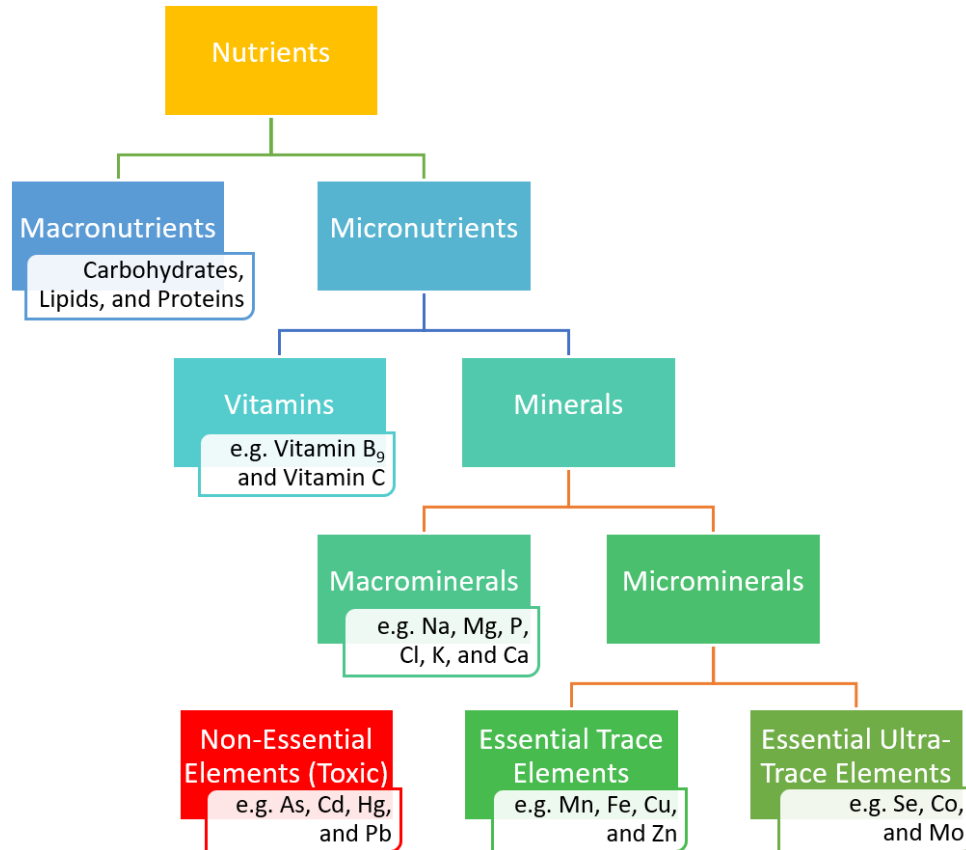 Nutrients
Macronutrients
Carbohydrates,
Lipids, and Proteins
Micronutrients
Vitamins
e.g. Vitamin B₉
and Vitamin C
Minerals
Macrominerals
e.g. Na, Mg, P,
Cl, K, and Ca
Microminerals
Non-Essential
Elements (Toxic)
e.g. As, Cd, Hg,
and Pb
Essential Trace
Elements
e.g. Mn, Fe, Cu,
and Zn
Essential Ultra-
Trace Elements
e.g. Se, Co,
and Mo